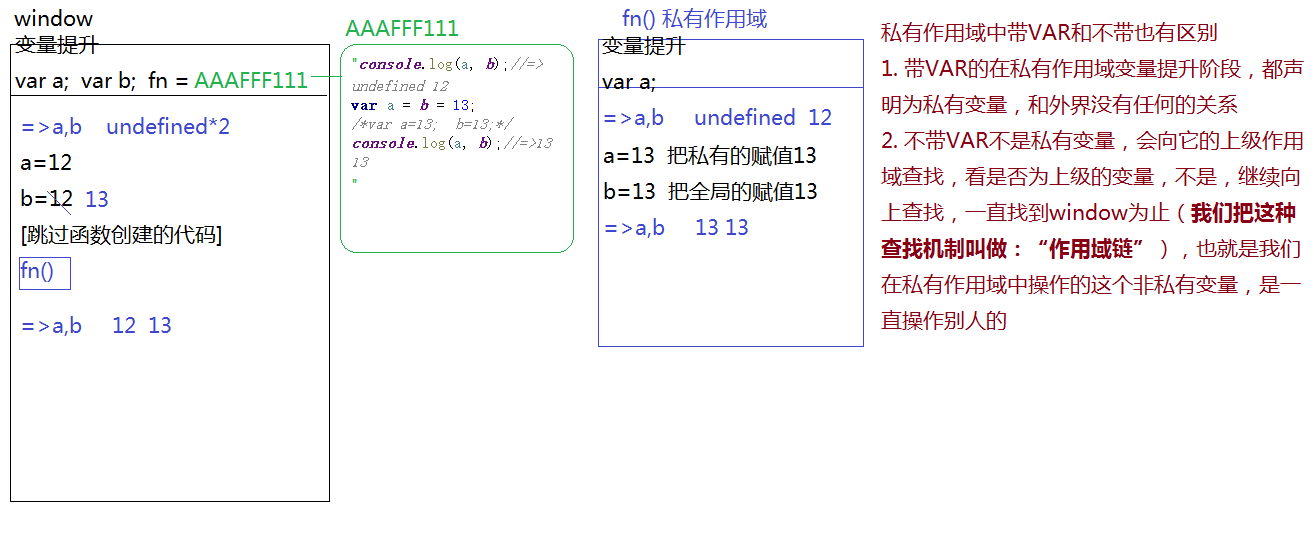 window
变量提升
var a;  var b;  fn = AAAFFF111
=>a,b    undefined*2
a=12
b=12  13
[跳过函数创建的代码]
fn()
=>a,b     12  13
AAAFFF111
"console.log(a, b);//=>
undefined 12
var a = b = 13;
/*var a=13;  b=13;*/
console.log(a, b);//=>13
13
"
fn() 私有作用域
变量提升
var a;
=>a,b     undefined  12
a=13  把私有的赋值13
b=13  把全局的赋值13
=>a,b     13 13
私有作用域中带VAR和不带也有区别
1. 带VAR的在私有作用域变量提升阶段，都声
明为私有变量，和外界没有任何的关系
2. 不带VAR不是私有变量，会向它的上级作用
域查找，看是否为上级的变量，不是，继续向
上查找，一直找到window为止（我们把这种
查找机制叫做：“作用域链”），也就是我们
在私有作用域中操作的这个非私有变量，是一
直操作别人的